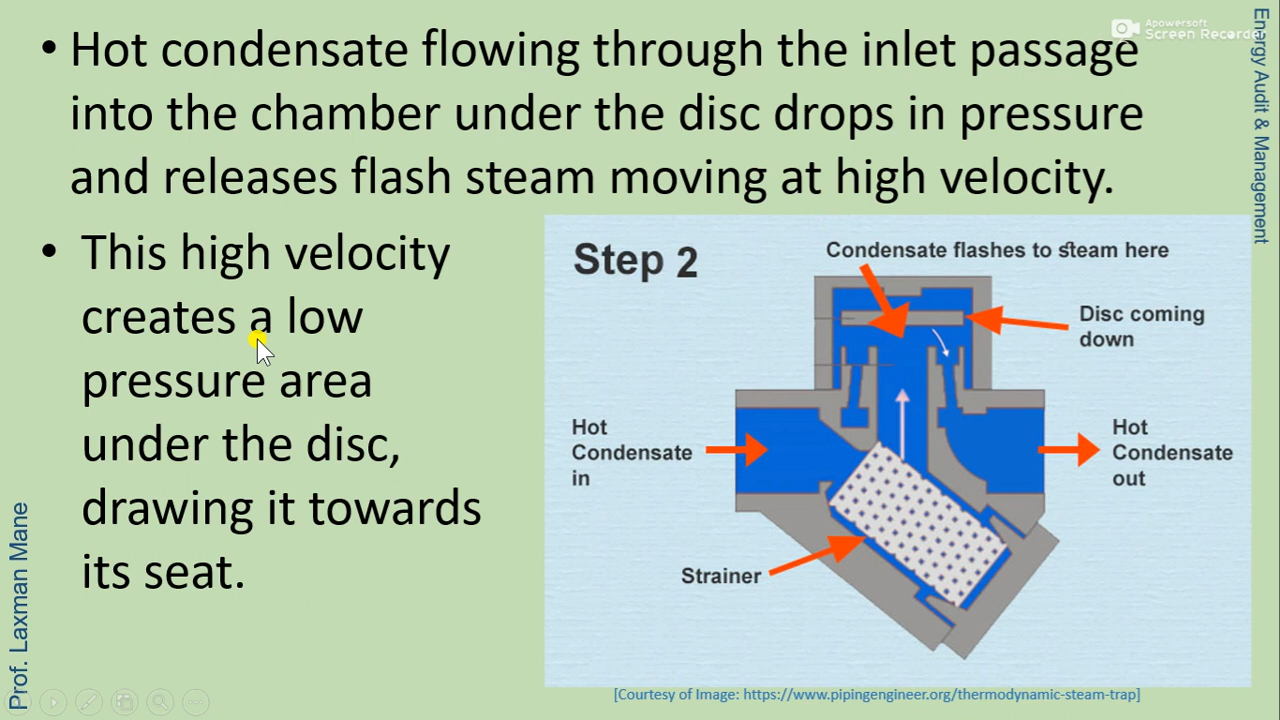 • Hot condensate flowing through the inlet passage
into the chamber under the disc drops in pressure
and releases flash steam moving at high velocity.
• This high velocity
creates a low
pressure area
under the disc,
drawing it towards
its seat.
Step 2
Condensate flashes to steam here
Disc coming
down
Hot
Condensate
in
Hot
Condensate
out
Strainer
[Courtesy of Image: https://www.pipingengineer.org/thermodynamic-steam-trap]
Prof. Laxman Mane
Energy Audit & Management
Apowersoft
Screen Recorder